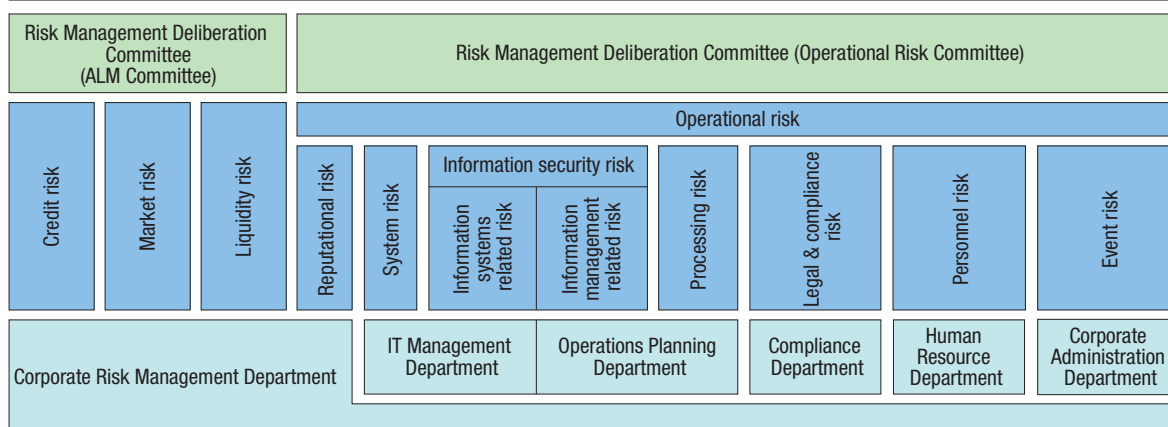 Risk Management Deliberation
Committee
(ALM Committee)
Risk Management Deliberation Committee (Operational Risk Committee)
Credit risk
Market risk
Liquidity risk
Operational risk
Reputational risk
System risk
Information security risk
Information
systems
related risk
Information
management
related risk
Processing risk
Legal & compliance
risk
Personnel risk
Event risk
Corporate Risk Management Department
IT Management
Department
Operations Planning
Department
Compliance
Department
Human
Resource
Department
Corporate
Administration
Department